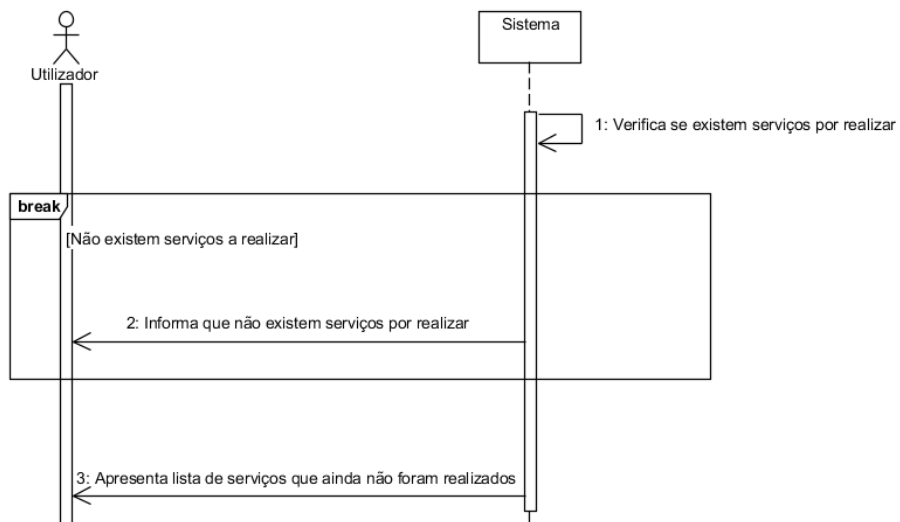 Sistema
Utilizador
1: Verifica se existem serviços por realizar
break
[Não existem serviços a realizar]
2: Informa que não existem serviços por realizar
3: Apresenta lista de serviços que ainda não foram realizados